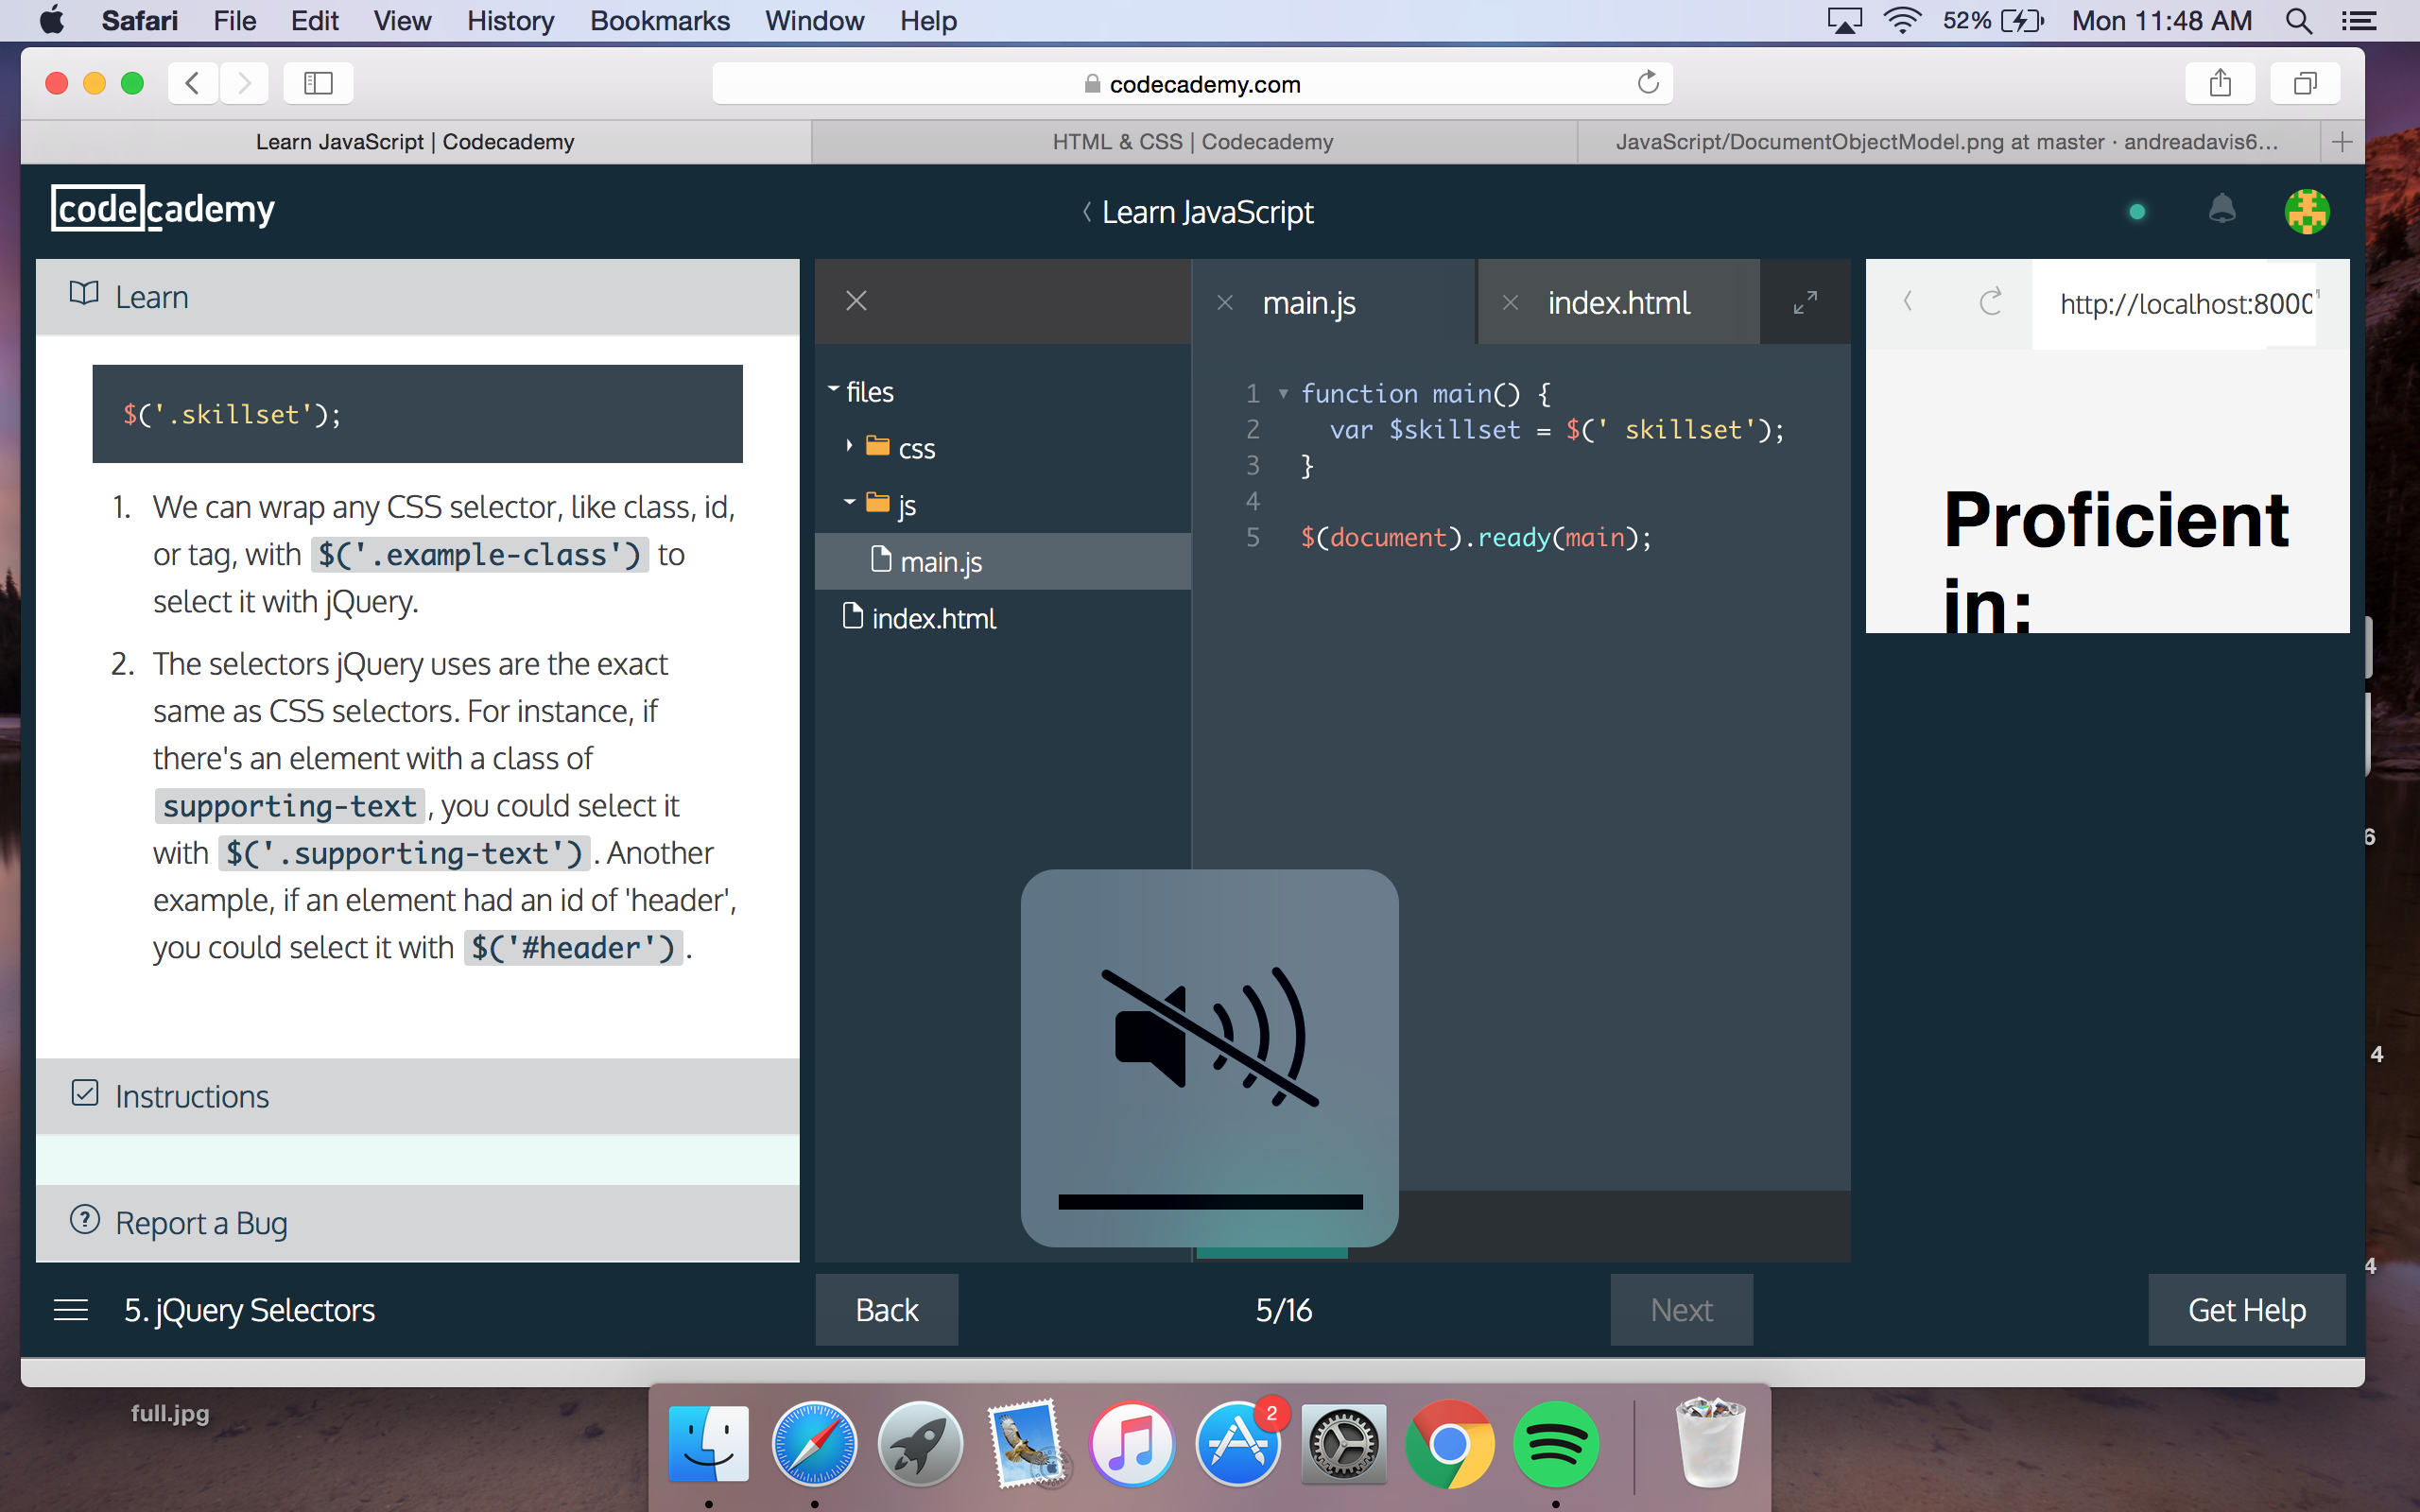 Safari File Edit View History Bookmarks Window Help 52% Mon 11:48 AM
codecademy.com
Learn JavaScript | Codecademy HTML & CSS | Codecademy JavaScript/DocumentObjectModel.png at master · andreadavis6...
codecademy Learn JavaScript
Learn
$('.skillset');
1. We can wrap any CSS selector, like class, id,
or tag, with $('.example-class') to
select it with jQuery.
2. The selectors jQuery uses are the exact
same as CSS selectors. For instance, if
there's an element with a class of
supporting-text, you could select it
with $('.supporting-text'). Another
example, if an element had an id of 'header',
you could select it with $('#header').
Instructions
Report a Bug
files
css
js
main.js
index.html
main.js index.html
1 function main() {
2 var $skillset = $(' skillset');
3 }
4
5 $(document).ready(main);
http://localhost:8000
Proficient
in:
6
4
4
5. jQuery Selectors Back 5/16 Next Get Help
full.jpg
2